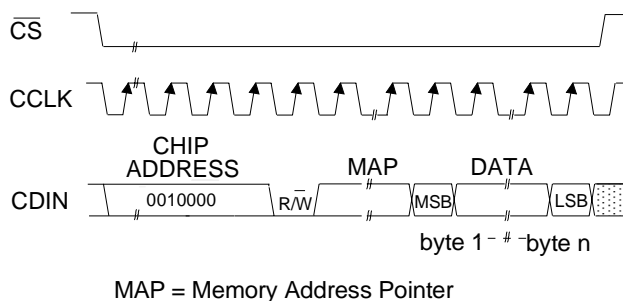 CS
CCLK
CHIP
ADDRESS
MAP
DATA
CDIN
0010000
R/W
MSB
LSB
byte 1
byte n
MAP = Memory Address Pointer